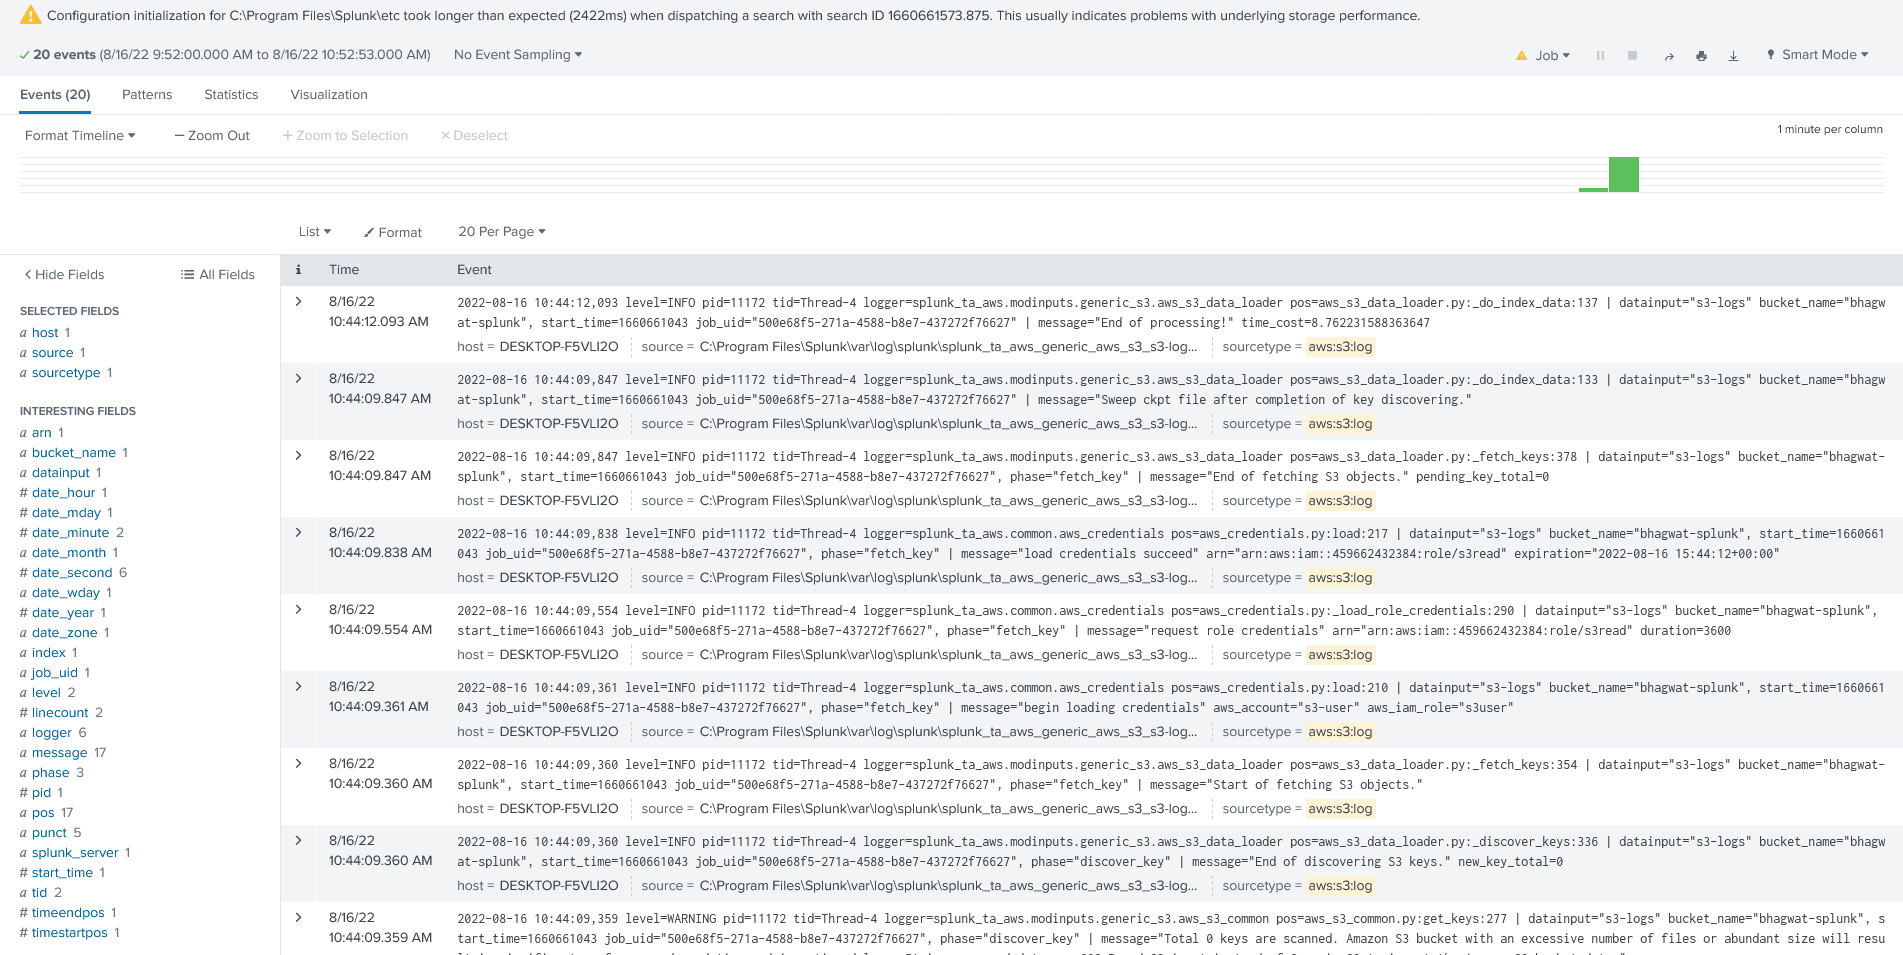 Configuration initialization for C:\Program Files\Splunk\etc took longer than expected (2422ms) when dispatching a search with search ID 1660661573.875. This usually indicates problems with underlying storage performance.
20 events (8/16/22 9:52:00.000 AM to 8/16/22 10:52:53.000 AM) No Event Sampling Job Smart Mode
Events (20) Patterns Statistics Visualization
Format Timeline — Zoom Out + Zoom to Selection × Deselect 1 minute per column
List Format 20 Per Page
Hide Fields All Fields
SELECTED FIELDS
a host 1
a source 1
a sourcetype 1
INTERESTING FIELDS
a arn 1
a bucket_name 1
a datainput 1
# date_hour 1
# date_mday 1
# date_minute 2
a date_month 1
# date_second 6
a date_wday 1
# date_year 1
a date_zone 1
a index 1
a job_uid 1
a level 2
# linecount 2
a logger 6
a message 17
a phase 3
# pid 1
a pos 17
a punct 5
a splunk_server 1
# start_time 1
a tid 2
# timeendpos 1
# timestartpos 1
i Time Event
8/16/22
10:44:12.093 AM
2022-08-16 10:44:12,093 level=INFO pid=11172 tid=Thread-4 logger=splunk_ta_aws.modinputs.generic_s3.aws_s3_data_loader pos=aws_s3_data_loader.py:_do_index_data:137 | datainput="s3-logs" bucket_name="bhagw
at-splunk", start_time=1660661043 job_uid="500e68f5-271a-4588-b8e7-437272f76627" | message="End of processing!" time_cost=8.762231588363647
host = DESKTOP-F5VLI2O source = C:\Program Files\Splunk\var\log\splunk\splunk_ta_aws_generic_aws_s3_s3-log... sourcetype = aws:s3:log
8/16/22
10:44:09.847 AM
2022-08-16 10:44:09,847 level=INFO pid=11172 tid=Thread-4 logger=splunk_ta_aws.modinputs.generic_s3.aws_s3_data_loader pos=aws_s3_data_loader.py:_do_index_data:133 | datainput="s3-logs" bucket_name="bhagw
at-splunk", start_time=1660661043 job_uid="500e68f5-271a-4588-b8e7-437272f76627" | message="Sweep ckpt file after completion of key discovering."
host = DESKTOP-F5VLI2O source = C:\Program Files\Splunk\var\log\splunk\splunk_ta_aws_generic_aws_s3_s3-log... sourcetype = aws:s3:log
8/16/22
10:44:09.847 AM
2022-08-16 10:44:09,847 level=INFO pid=11172 tid=Thread-4 logger=splunk_ta_aws.modinputs.generic_s3.aws_s3_data_loader pos=aws_s3_data_loader.py:_fetch_keys:378 | datainput="s3-logs" bucket_name="bhagwat-
splunk", start_time=1660661043 job_uid="500e68f5-271a-4588-b8e7-437272f76627", phase="fetch_key" | message="End of fetching S3 objects." pending_key_total=0
host = DESKTOP-F5VLI2O source = C:\Program Files\Splunk\var\log\splunk\splunk_ta_aws_generic_aws_s3_s3-log... sourcetype = aws:s3:log
8/16/22
10:44:09.838 AM
2022-08-16 10:44:09,838 level=INFO pid=11172 tid=Thread-4 logger=splunk_ta_aws.common.aws_credentials pos=aws_credentials.py:load:217 | datainput="s3-logs" bucket_name="bhagwat-splunk", start_time=1660661
043 job_uid="500e68f5-271a-4588-b8e7-437272f76627", phase="fetch_key" | message="load credentials succeed" arn="arn:aws:iam::459662432384:role/s3read" expiration="2022-08-16 15:44:12+00:00"
host = DESKTOP-F5VLI2O source = C:\Program Files\Splunk\var\log\splunk\splunk_ta_aws_generic_aws_s3_s3-log... sourcetype = aws:s3:log
8/16/22
10:44:09.554 AM
2022-08-16 10:44:09,554 level=INFO pid=11172 tid=Thread-4 logger=splunk_ta_aws.common.aws_credentials pos=aws_credentials.py:_load_role_credentials:290 | datainput="s3-logs" bucket_name="bhagwat-splunk",
start_time=1660661043 job_uid="500e68f5-271a-4588-b8e7-437272f76627", phase="fetch_key" | message="request role credentials" arn="arn:aws:iam::459662432384:role/s3read" duration=3600
host = DESKTOP-F5VLI2O source = C:\Program Files\Splunk\var\log\splunk\splunk_ta_aws_generic_aws_s3_s3-log... sourcetype = aws:s3:log
8/16/22
10:44:09.361 AM
2022-08-16 10:44:09,361 level=INFO pid=11172 tid=Thread-4 logger=splunk_ta_aws.common.aws_credentials pos=aws_credentials.py:load:210 | datainput="s3-logs" bucket_name="bhagwat-splunk", start_time=1660661
043 job_uid="500e68f5-271a-4588-b8e7-437272f76627", phase="fetch_key" | message="begin loading credentials" aws_account="s3-user" aws_iam_role="s3user"
host = DESKTOP-F5VLI2O source = C:\Program Files\Splunk\var\log\splunk\splunk_ta_aws_generic_aws_s3_s3-log... sourcetype = aws:s3:log
8/16/22
10:44:09.360 AM
2022-08-16 10:44:09,360 level=INFO pid=11172 tid=Thread-4 logger=splunk_ta_aws.modinputs.generic_s3.aws_s3_data_loader pos=aws_s3_data_loader.py:_fetch_keys:354 | datainput="s3-logs" bucket_name="bhagwat-
splunk", start_time=1660661043 job_uid="500e68f5-271a-4588-b8e7-437272f76627", phase="fetch_key" | message="Start of fetching S3 objects."
host = DESKTOP-F5VLI2O source = C:\Program Files\Splunk\var\log\splunk\splunk_ta_aws_generic_aws_s3_s3-log... sourcetype = aws:s3:log
8/16/22
10:44:09.360 AM
2022-08-16 10:44:09,360 level=INFO pid=11172 tid=Thread-4 logger=splunk_ta_aws.modinputs.generic_s3.aws_s3_data_loader pos=aws_s3_data_loader.py:_discover_keys:336 | datainput="s3-logs" bucket_name="bhagw
at-splunk", start_time=1660661043 job_uid="500e68f5-271a-4588-b8e7-437272f76627", phase="discover_key" | message="End of discovering S3 keys." new_key_total=0
host = DESKTOP-F5VLI2O source = C:\Program Files\Splunk\var\log\splunk\splunk_ta_aws_generic_aws_s3_s3-log... sourcetype = aws:s3:log
8/16/22
10:44:09.359 AM
2022-08-16 10:44:09,359 level=WARNING pid=11172 tid=Thread-4 logger=splunk_ta_aws.modinputs.generic_s3.aws_s3_common pos=aws_s3_common.py:get_keys:277 | datainput="s3-logs" bucket_name="bhagwat-splunk", s
tart_time=1660661043 job_uid="500e68f5-271a-4588-b8e7-437272f76627", phase="discover_key" | message="Total 0 keys are scanned. Amazon S3 bucket with an excessive number of files or abundant size will resu